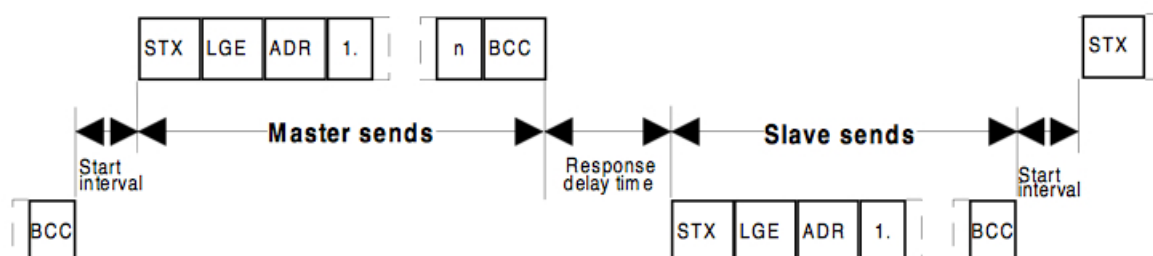 STX LGE ADR 1. n BCC STX
Master sends Slave sends
Start
interval
Response
delay time
Start
interval
BCC STX LGE ADR 1. BCC